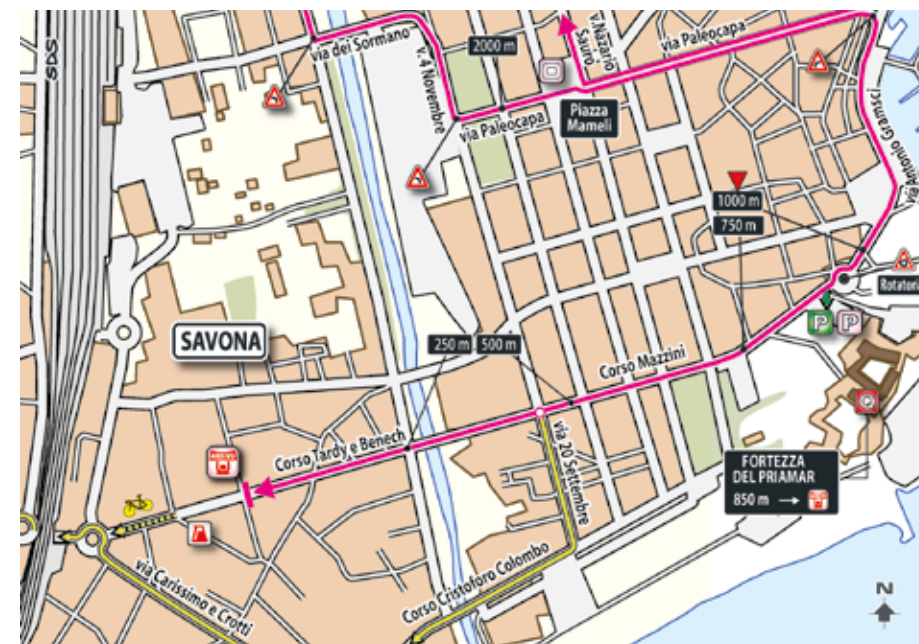 SDS
via dei Sormano
v. 4 Novembre
2000 m
v.Nazario
Sauro
via Paleocapa
via Paleocapa
Piazza
Mameli
via Antonio Gramsci
1000 m
750 m
Rotatoria
P
P
SAVONA
250 m
500 m
Corso Mazzini
Corso Tardy e Benech
via 20 Settembre
FORTEZZA
DEL PRIAMAR
850 m
via Carissimo e Crotti
Corso Cristoforo Colombo
N